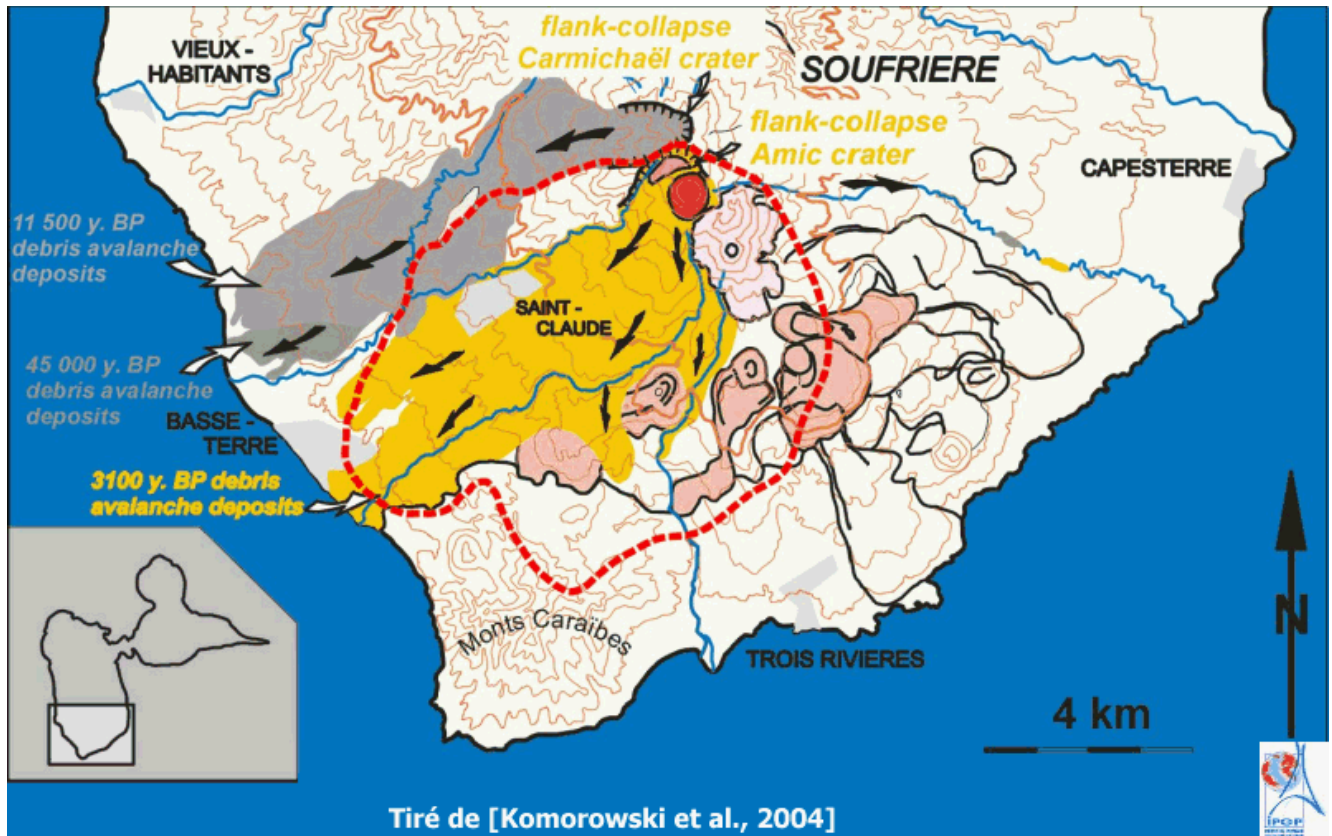 flank-collapse
Carmichaël crater
VIEUX -
HABITANTS
SOUFRIERE
flank-collapse
Amic crater
CAPESTERRE
11 500 y. BP
debris avalanche
deposits
SAINT -
CLAUDE
45 000 y. BP
debris avalanche
deposits
BASSE -
TERRE
3100 y. BP debris
avalanche deposits
Monts Caraïbes
TROIS RIVIERES
N
4 km
Tiré de [Komorowski et al., 2004]
IPGP